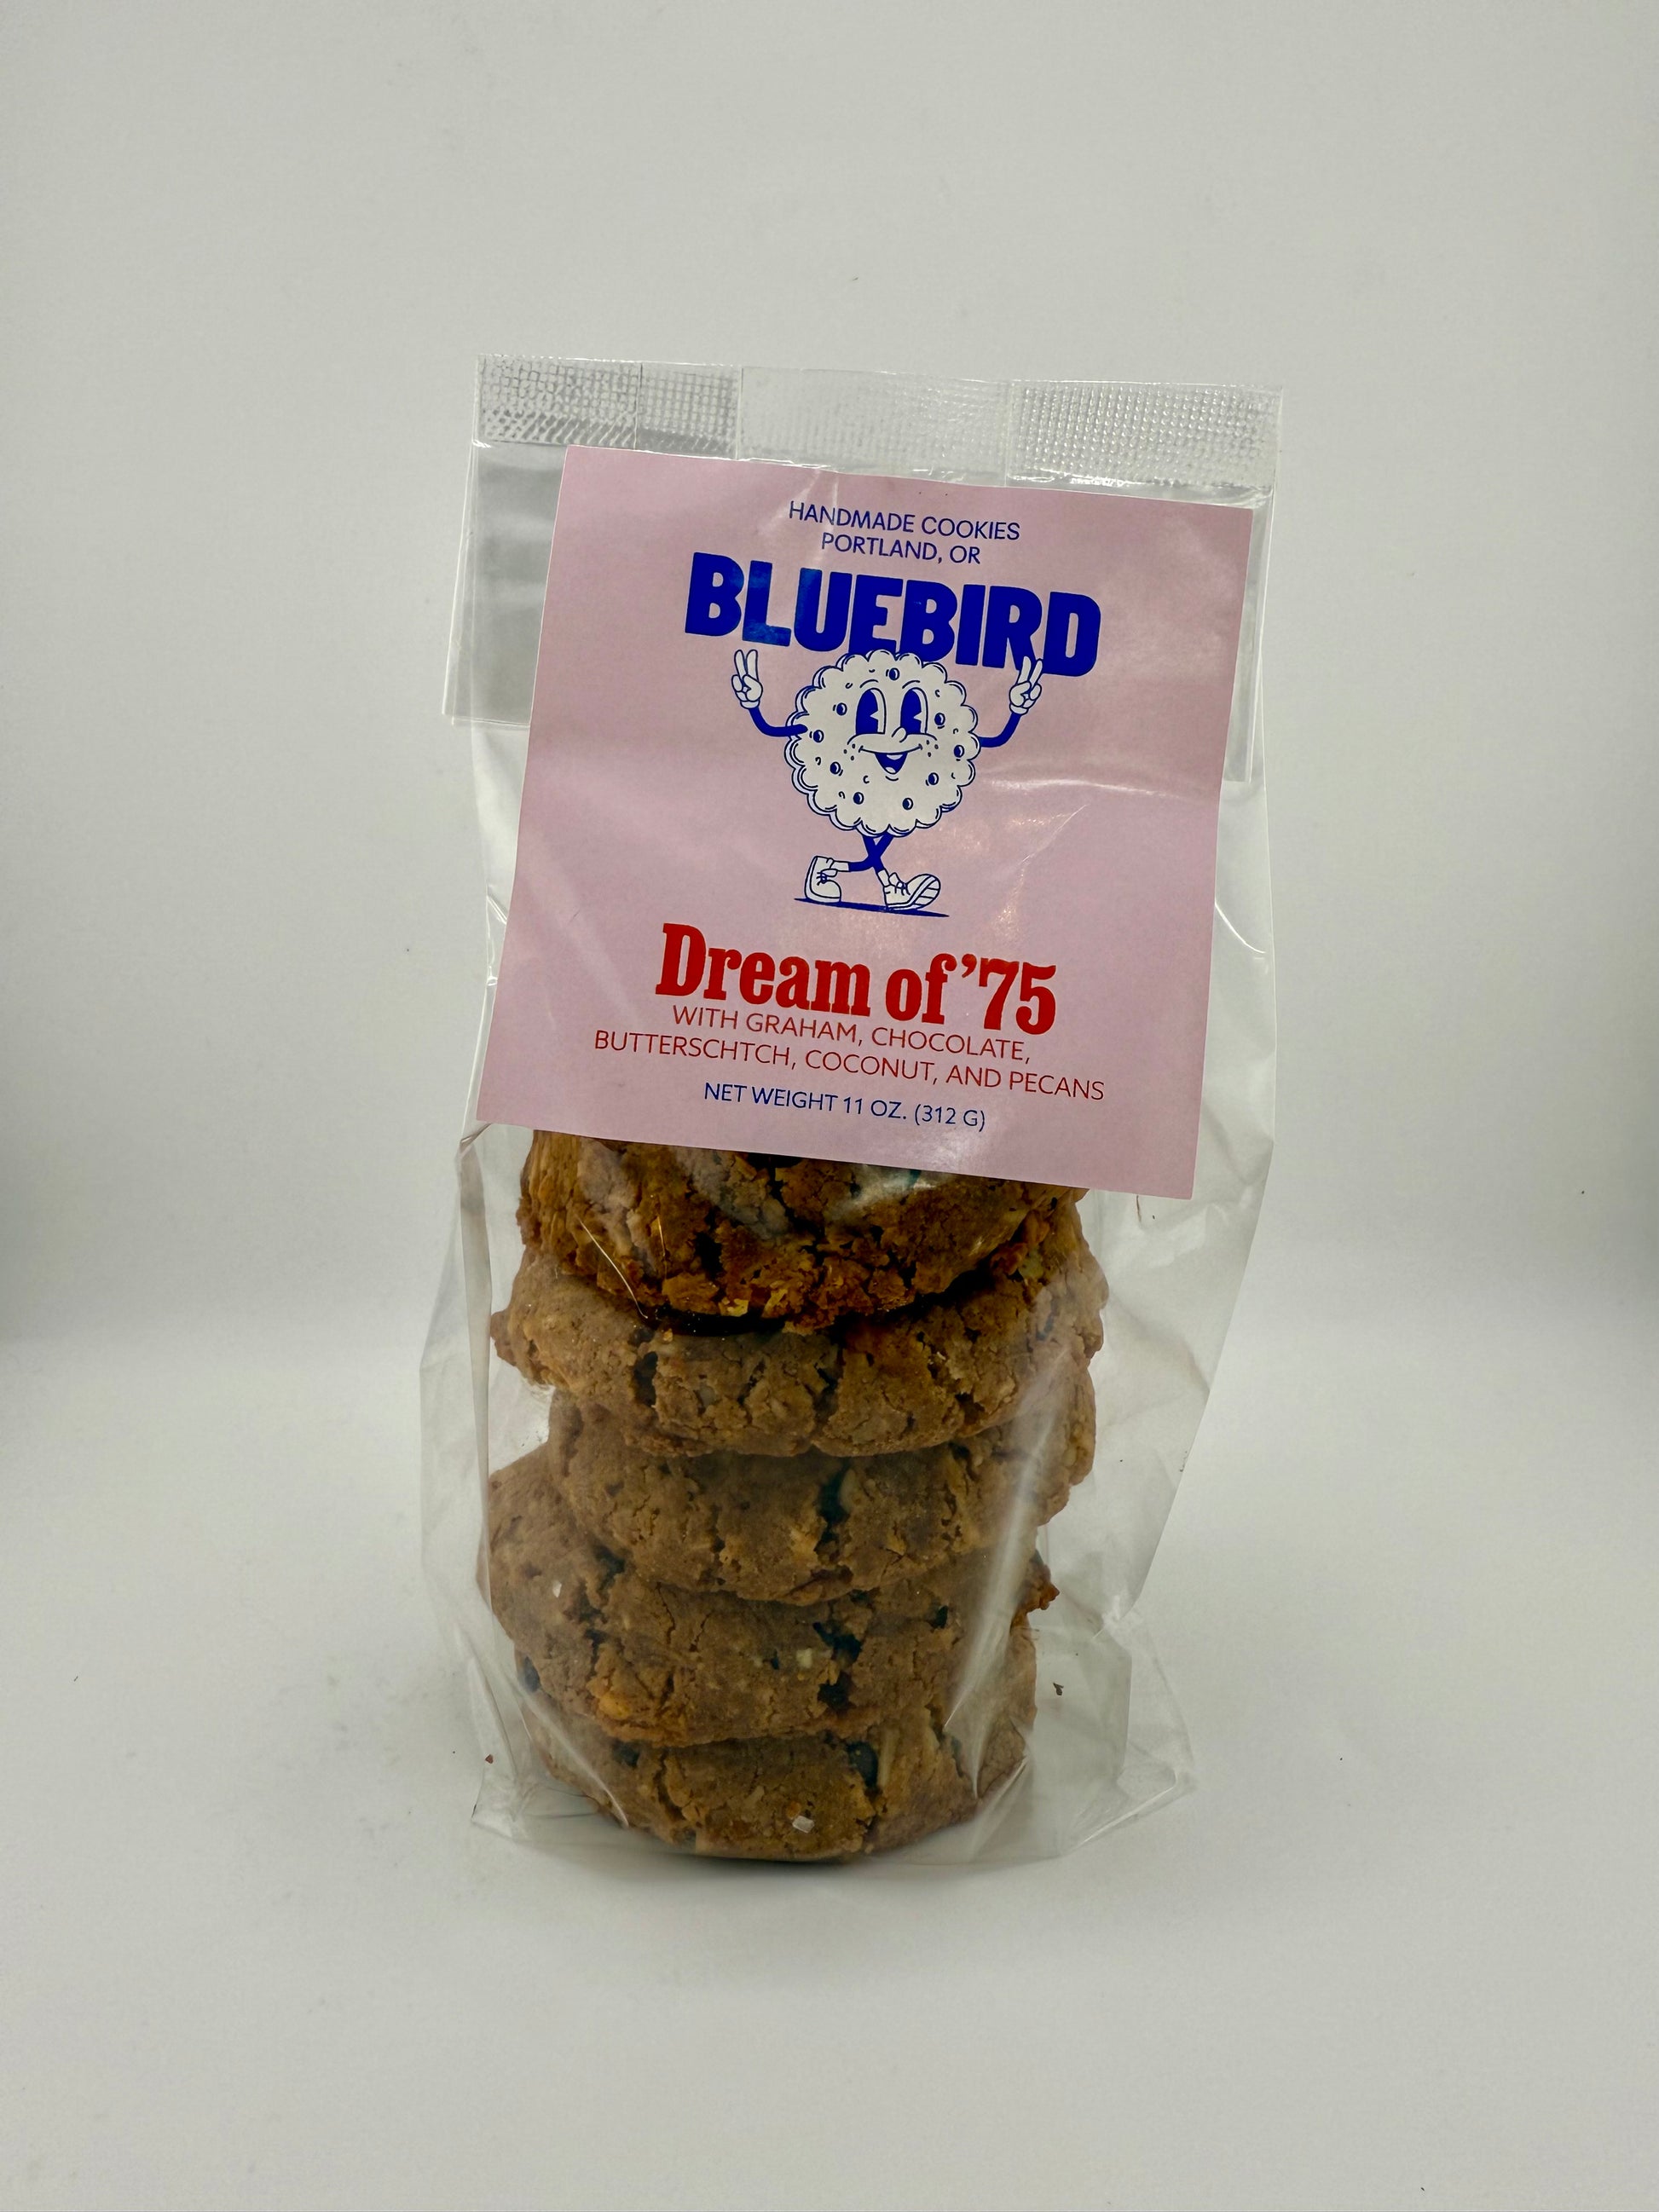 HANDMADE COOKIES
PORTLAND, OR
BLUEBIRD
Dream of '75
WITH GRAHAM, CHOCOLATE,
BUTTERSCHTCH, COCONUT, AND PECANS
NET WEIGHT 11 OZ. (312 G)